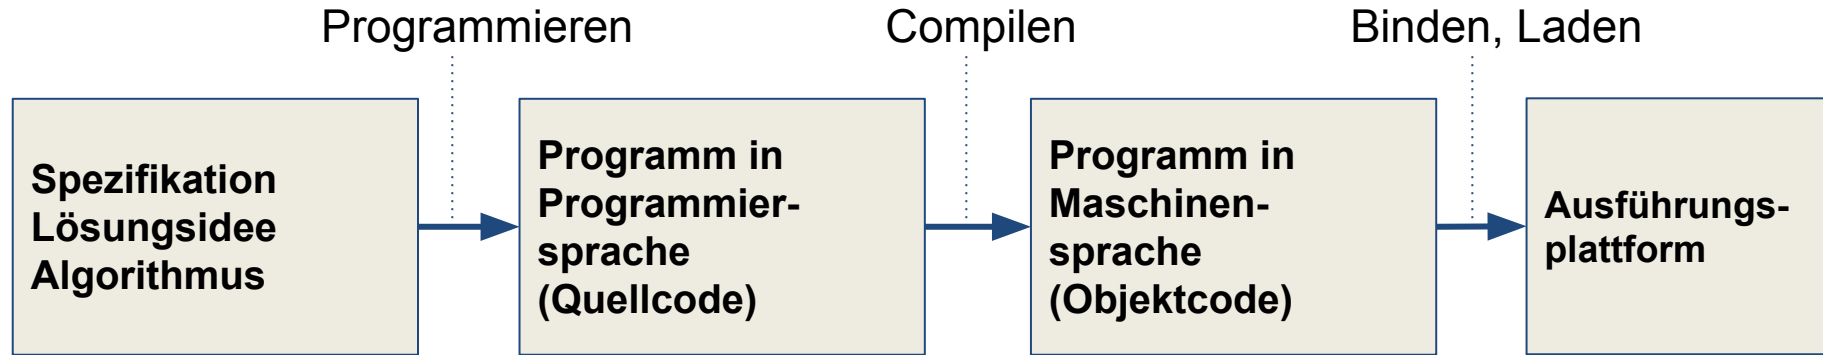 Programmieren
Compilen
Binden, Laden
Spezifikation
Lösungsidee
Algorithmus
Programm in
Programmier-
sprache
(Quellcode)
Programm in
Maschinen-
sprache
(Objektcode)
Ausführungs-
plattform